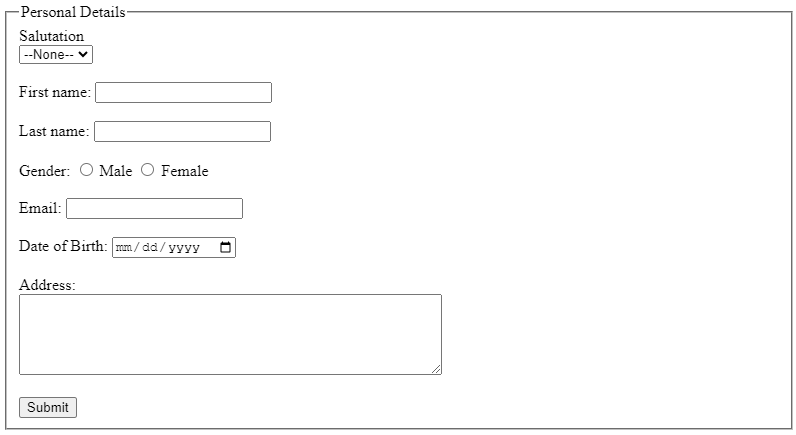 Personal Details
Salutation
--None--
First name:
Last name:
Gender: Male Female
Email:
Date of Birth: mm/dd/yyyy
Address:
Submit